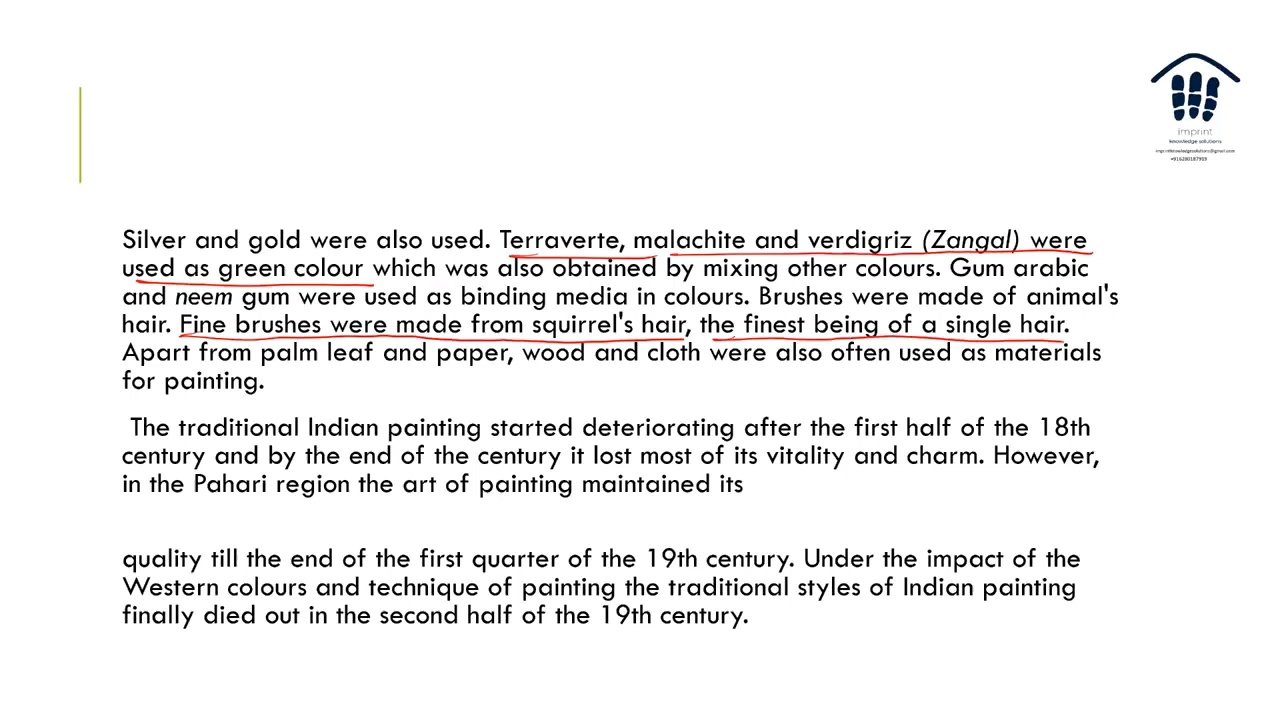 imprint
knowledge solutions
imprintknowledgesolutions@gmail.com
+916280187969
Silver and gold were also used. Terraverte, malachite and verdigriz (Zangal) were
used as green colour which was also obtained by mixing other colours. Gum arabic
and neem gum were used as binding media in colours. Brushes were made of animal's
hair. Fine brushes were made from squirrel's hair, the finest being of a single hair.
Apart from palm leaf and paper, wood and cloth were also often used as materials
for painting.
The traditional Indian painting started deteriorating after the first half of the 18th
century and by the end of the century it lost most of its vitality and charm. However,
in the Pahari region the art of painting maintained its
quality till the end of the first quarter of the 19th century. Under the impact of the
Western colours and technique of painting the traditional styles of Indian painting
finally died out in the second half of the 19th century.